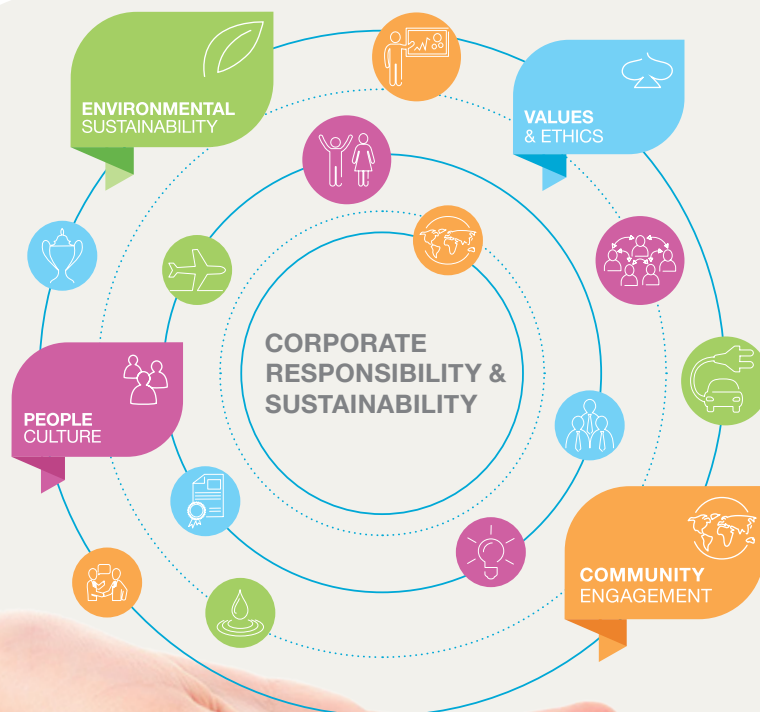 ENVIRONMENTAL
SUSTAINABILITY
VALUES
& ETHICS
CORPORATE
RESPONSIBILITY &
SUSTAINABILITY
PEOPLE
CULTURE
COMMUNITY
ENGAGEMENT